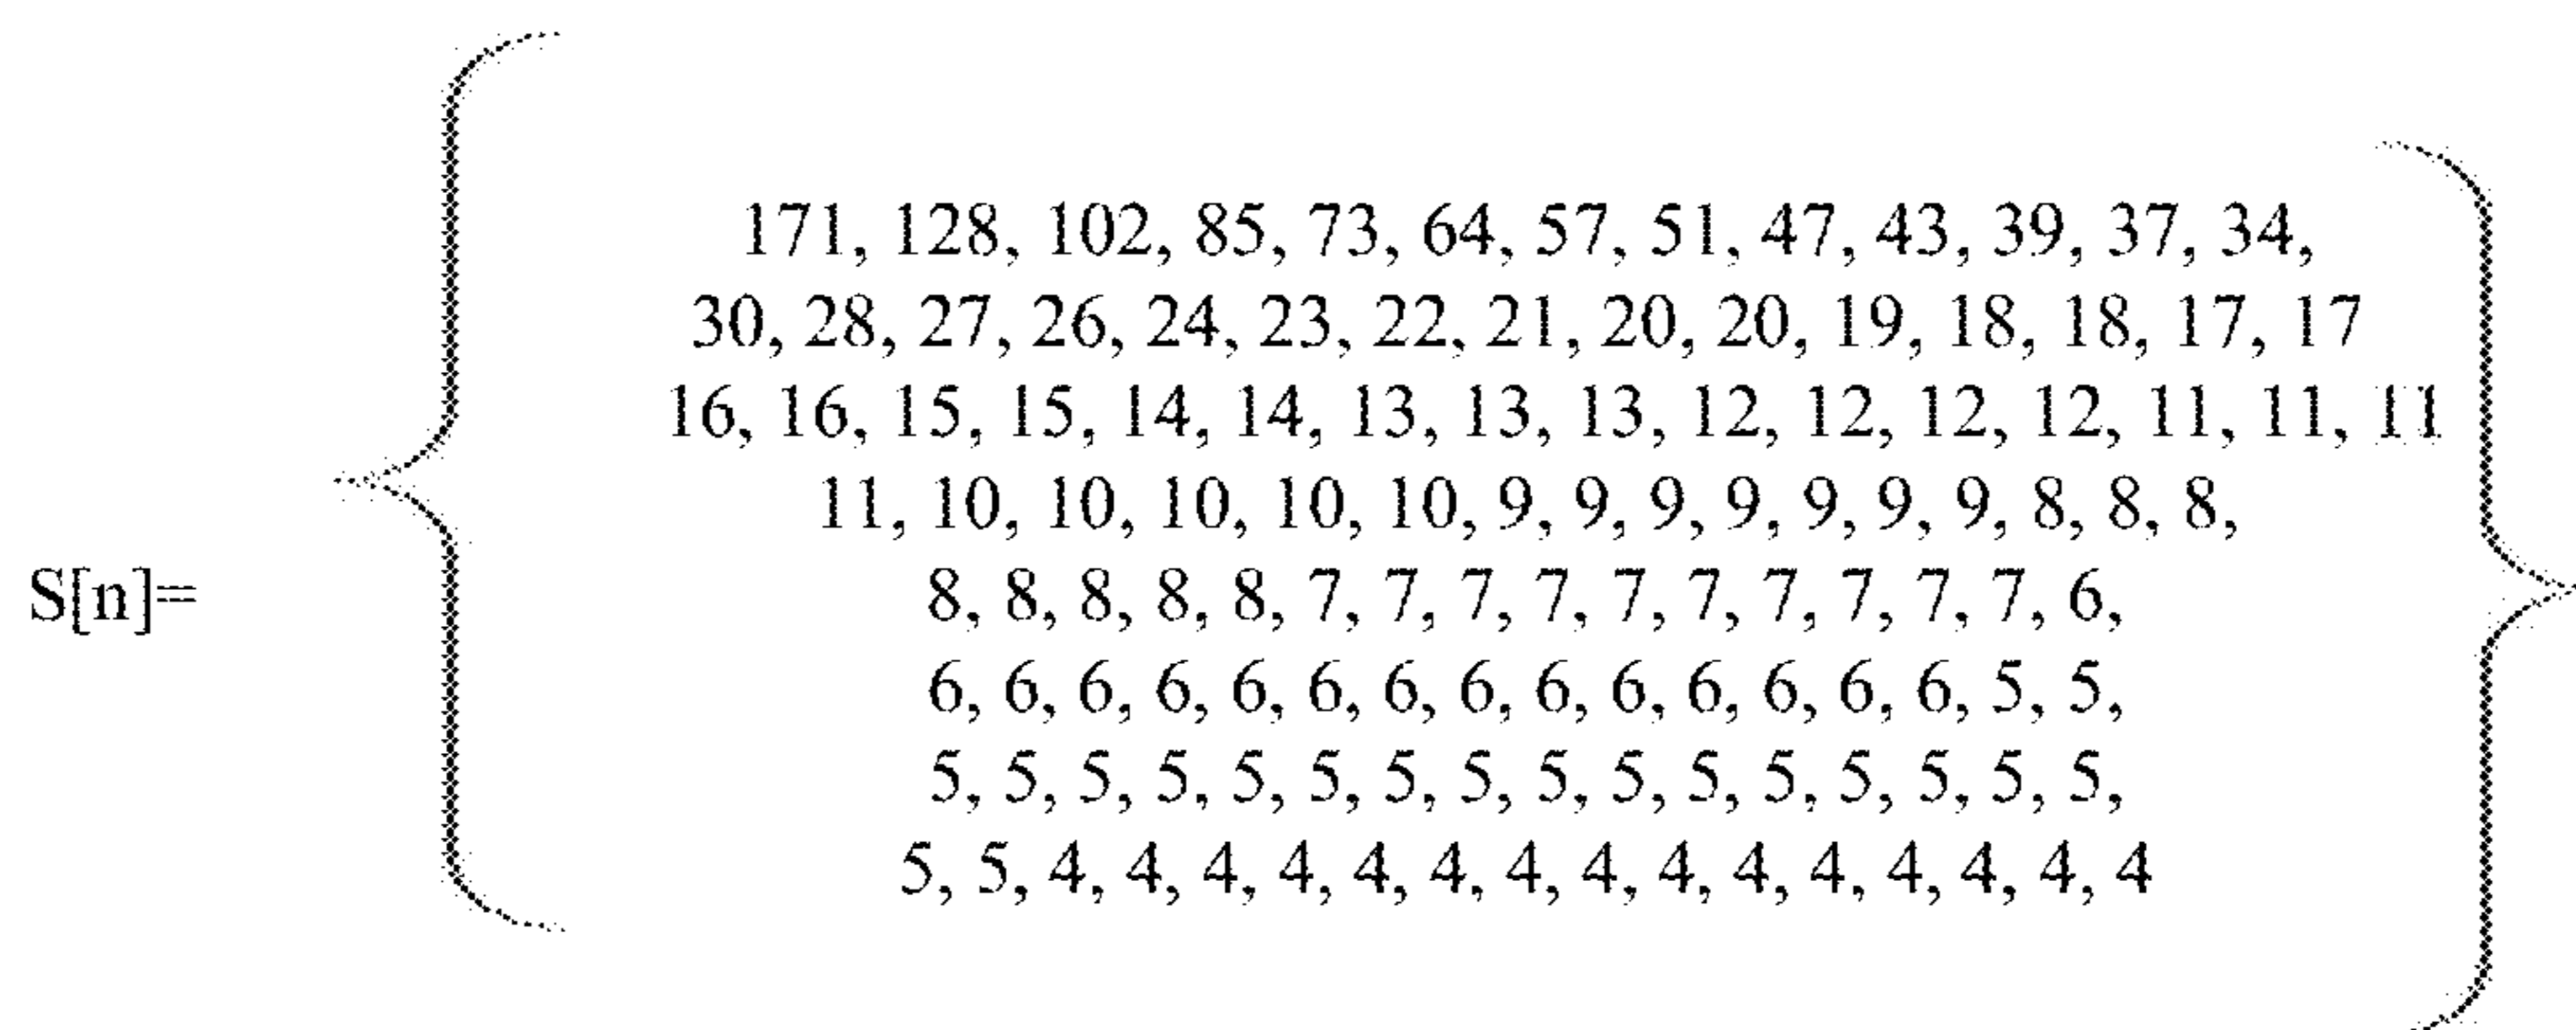 171, 128, 102, 85, 73, 64, 57, 51, 47, 43, 39, 37, 34,
30, 28, 27, 26, 24, 23, 22, 21, 20, 20, 19, 18, 18, 17, 17
16, 16, 15, 15, 14, 14, 13, 13, 13, 12, 12, 12, 12, 11, 11, 11
11, 10, 10, 10, 10, 10, 9, 9, 9, 9, 9, 9, 9, 8, 8, 8,
S[n]= 8, 8, 8, 8, 8, 7, 7, 7, 7, 7, 7, 7, 7, 7, 7, 6,
6, 6, 6, 6, 6, 6, 6, 6, 6, 6, 6, 6, 6, 6, 5, 5,
5, 5, 5, 5, 5, 5, 5, 5, 5, 5, 5, 5, 5, 5, 5, 5,
5, 5, 4, 4, 4, 4, 4, 4, 4, 4, 4, 4, 4, 4, 4, 4, 4